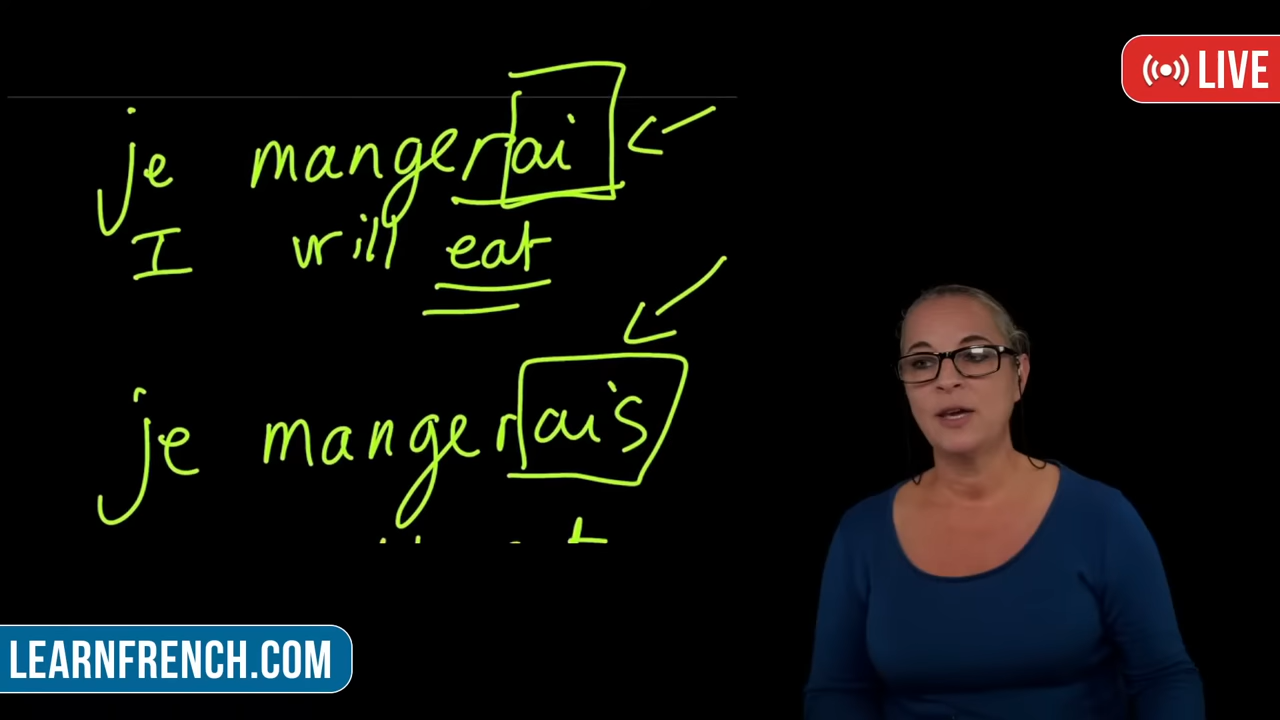 LIVE
je mangerai
I will eat
je mangerais
LEARNFRENCH.COM